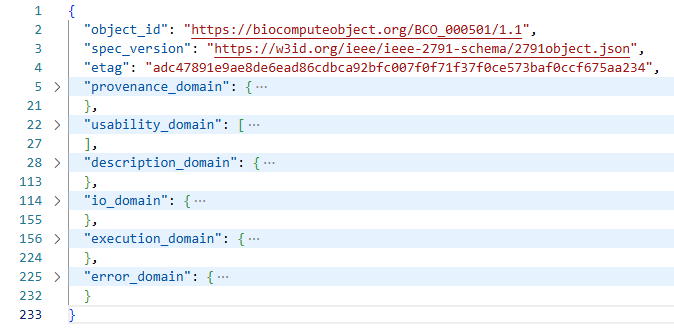 1 {
2 "object_id": "https://biocomputeobject.org/BCO_000501/1.1",
3 "spec_version": "https://w3id.org/ieee/ieee-2791-schema/2791object.json",
4 "etag": "adc47891e9ae8de6ead86cdbca92bfc007f0f71f37f0ce573baf0ccf675aa234",
5 > "provenance_domain": { ⋯
21 },
22 > "usability_domain": [ ⋯
27 ],
28 > "description_domain": { ⋯
113 },
114 > "io_domain": { ⋯
155 },
156 > "execution_domain": { ⋯
224 },
225 > "error_domain": { ⋯
232 }
233 }